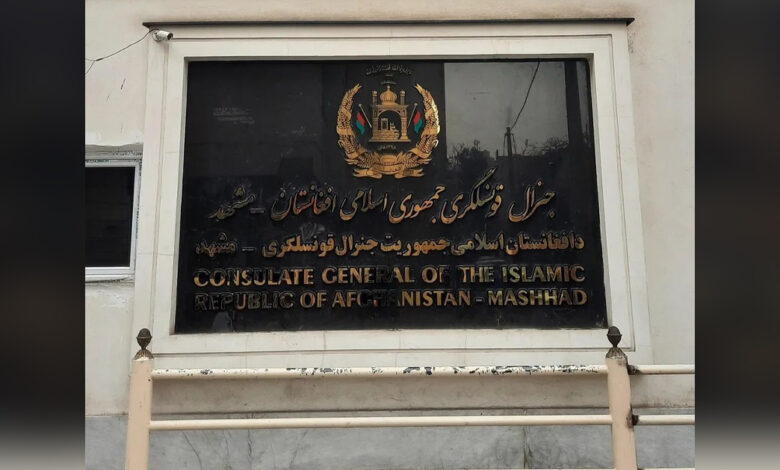 جنرال قونسلگری جمهوری اسلامی افغانستان - مشهد
د افغانستان اسلامی جمهوریت جنرال قونسلگری - مشهد
CONSULATE GENERAL OF THE ISLAMIC
REPUBLIC OF AFGHANISTAN - MASHHAD